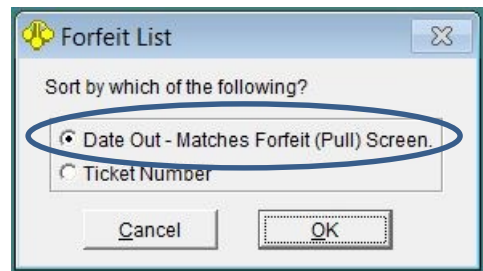 Forfeit List
Sort by which of the following?
Date Out - Matches Forfeit (Pull) Screen.
Ticket Number
Cancel OK